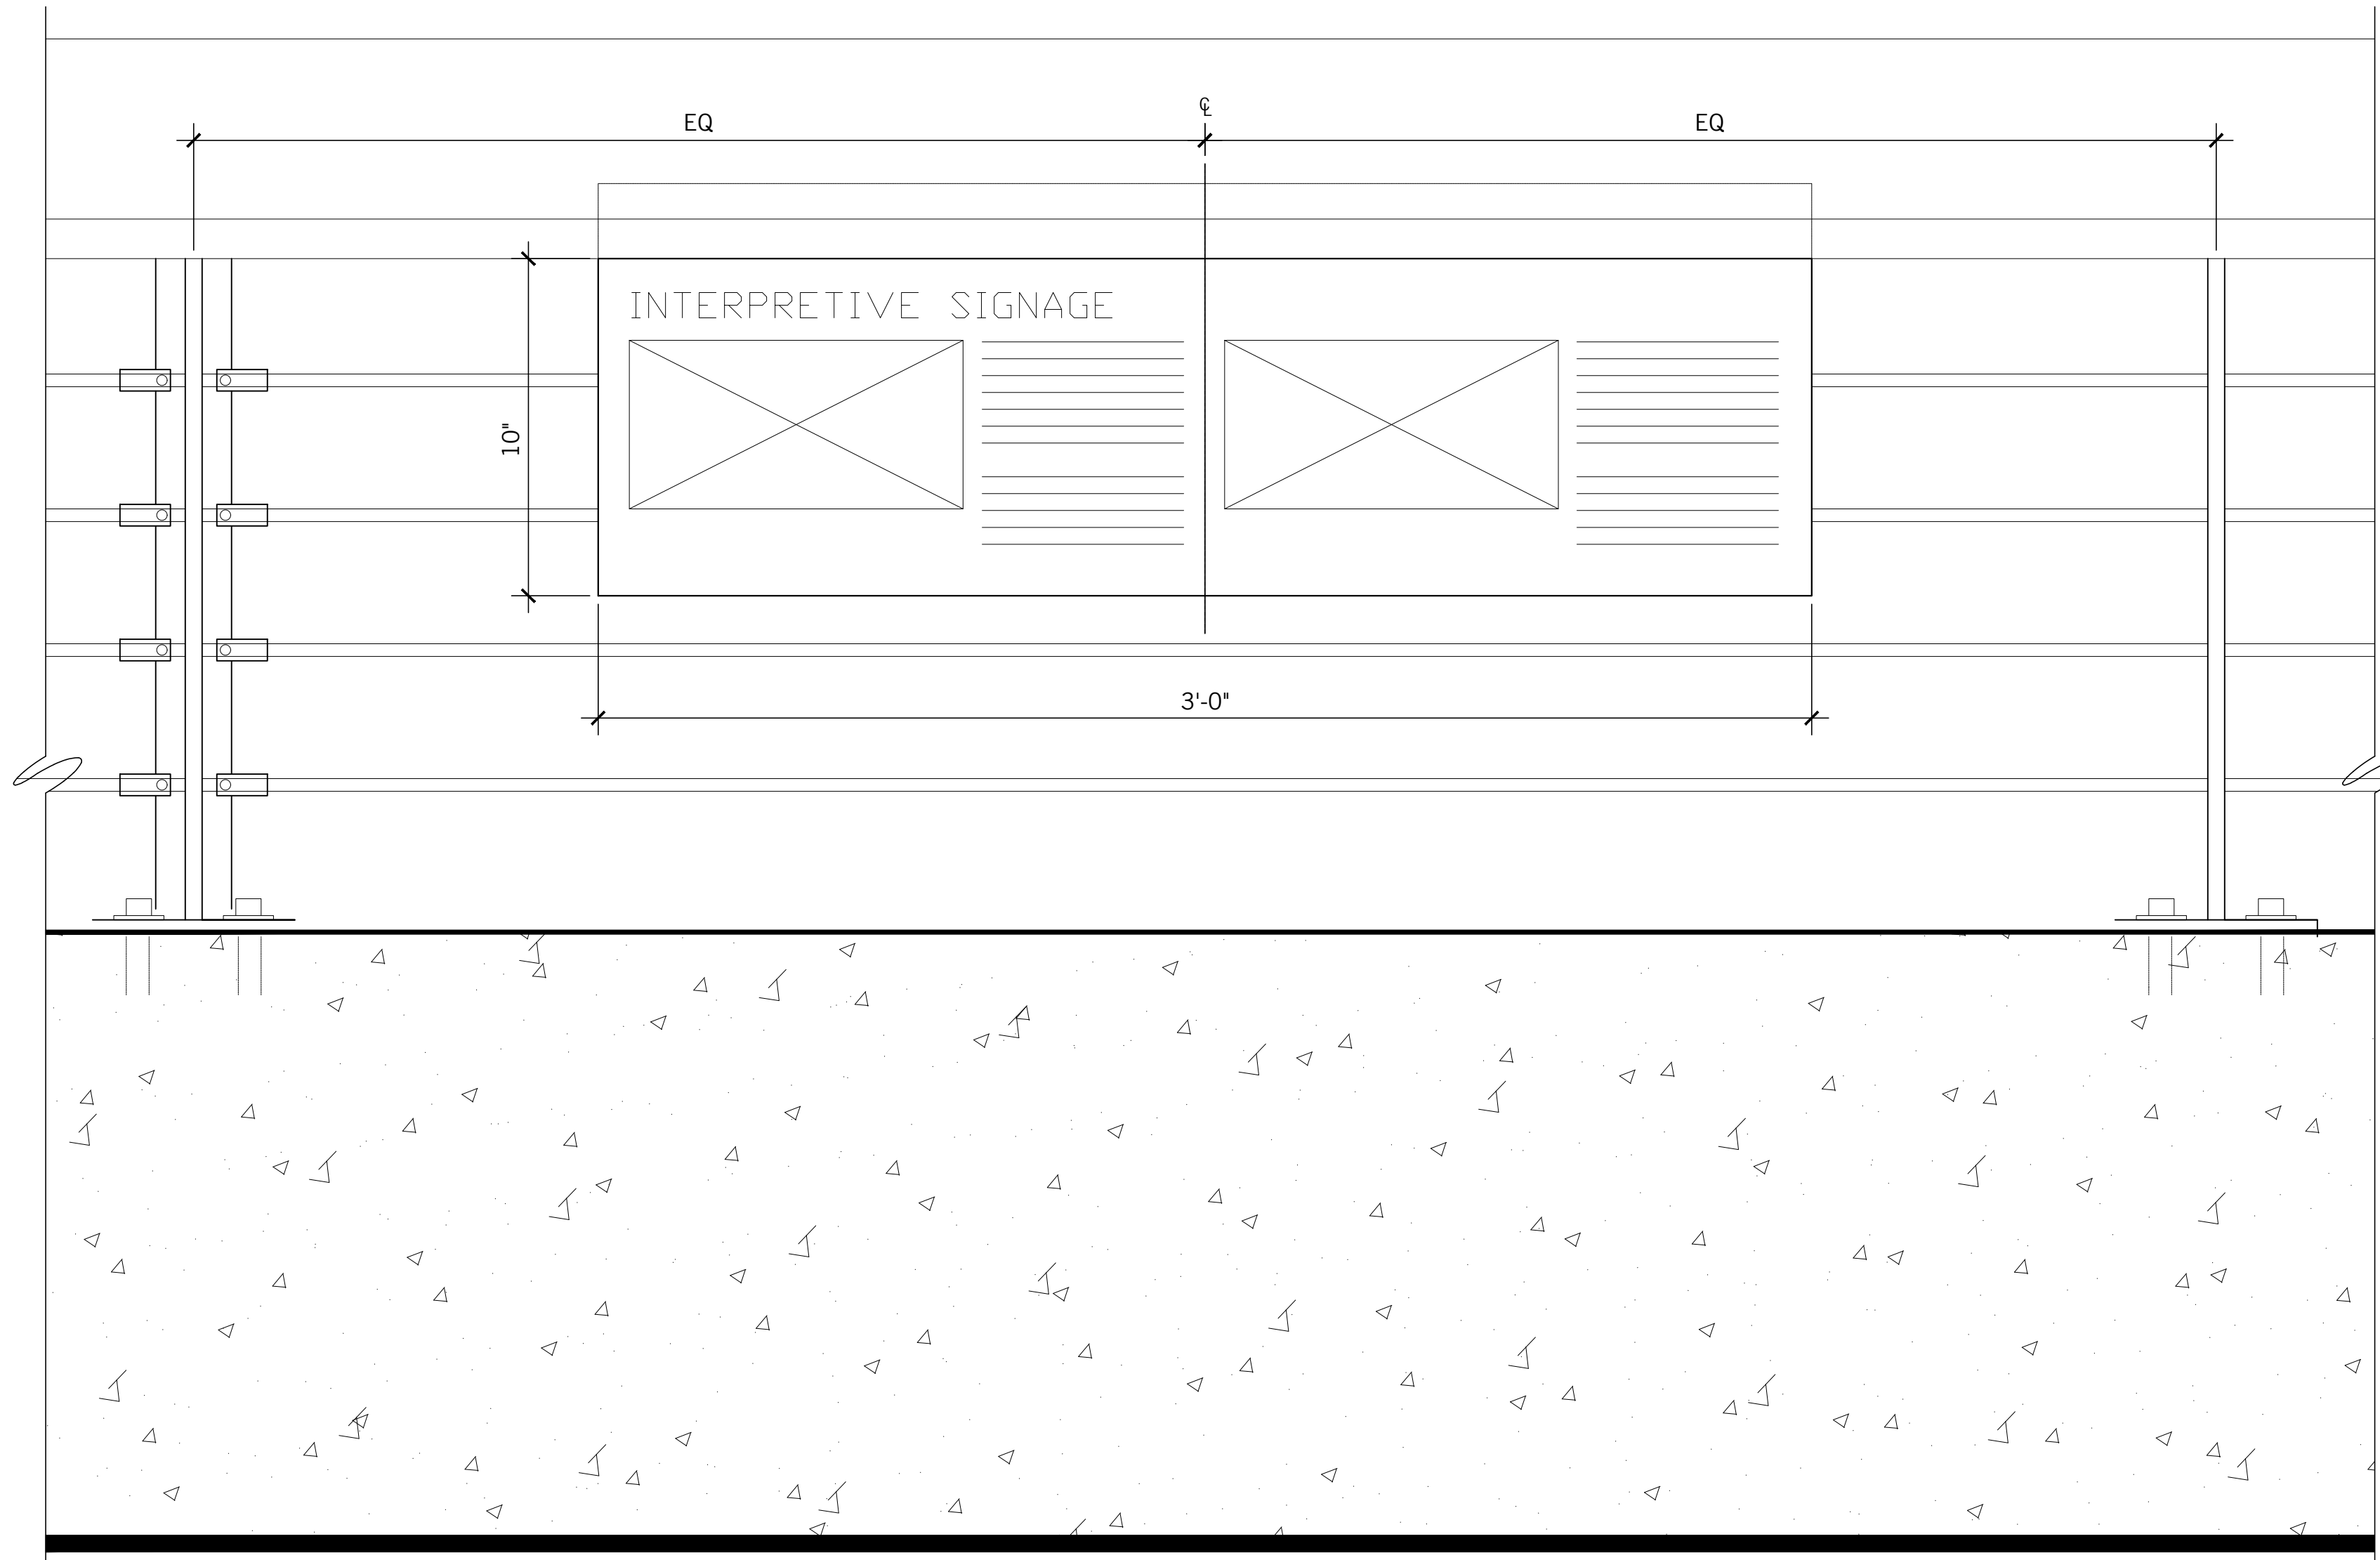 ℄
EQ EQ
INTERPRETIVE SIGNAGE
10"
3'-0"